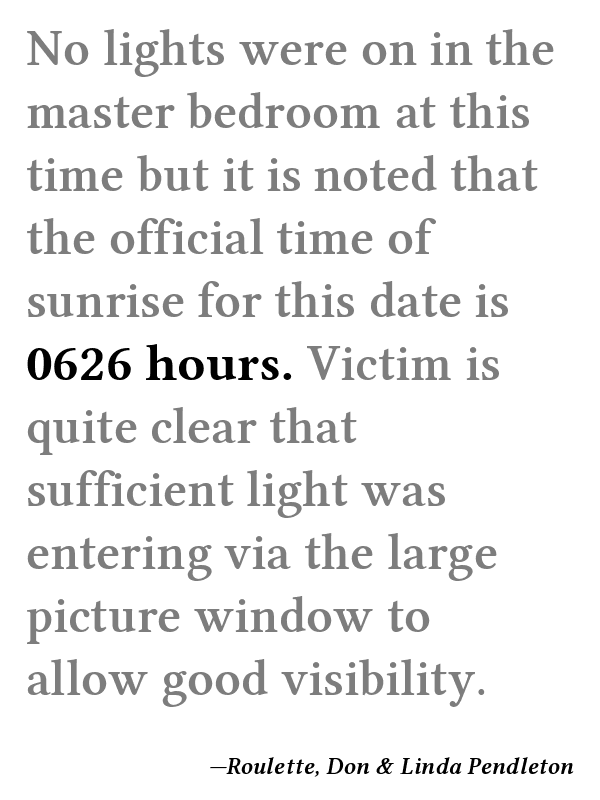 No lights were on in the
master bedroom at this
time but it is noted that
the official time of
sunrise for this date is
0626 hours. Victim is
quite clear that
sufficient light was
entering via the large
picture window to
allow good visibility.
—Roulette, Don & Linda Pendleton